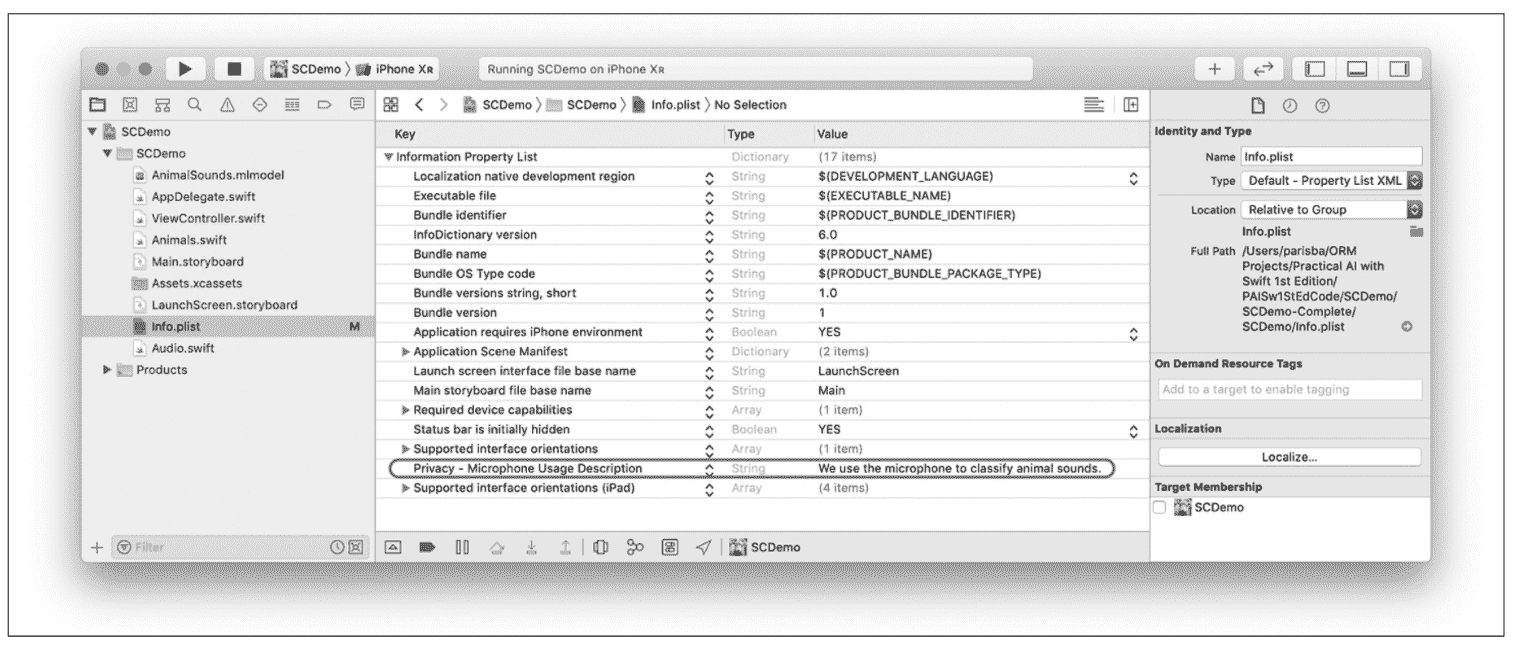 SCDemo 〉 iPhone XR
Running SCDemo on iPhone XR
SCDemo 〉 SCDemo 〉 Info.plist 〉 No Selection
SCDemo
SCDemo
AnimalSounds.mlmodel
AppDelegate.swift
ViewController.swift
Animals.swift
Main.storyboard
Assets.xcassets
LaunchScreen.storyboard
Info.plist M
Audio.swift
Products
Filter
Key Type Value
Information Property List Dictionary (17 items)
Localization native development region String $(DEVELOPMENT_LANGUAGE)
Executable file String $(EXECUTABLE_NAME)
Bundle identifier String $(PRODUCT_BUNDLE_IDENTIFIER)
InfoDictionary version String 6.0
Bundle name String $(PRODUCT_NAME)
Bundle OS Type code String $(PRODUCT_BUNDLE_PACKAGE_TYPE)
Bundle versions string, short String 1.0
Bundle version String 1
Application requires iPhone environment Boolean YES
Application Scene Manifest Dictionary (2 items)
Launch screen interface file base name String LaunchScreen
Main storyboard file base name String Main
Required device capabilities Array (1 item)
Status bar is initially hidden Boolean YES
Supported interface orientations Array (1 item)
Privacy - Microphone Usage Description String We use the microphone to classify animal sounds.
Supported interface orientations (iPad) Array (4 items)
SCDemo
Identity and Type
Name Info.plist
Type Default - Property List XML
Location Relative to Group
Info.plist
Full Path /Users/parisba/ORM
Projects/Practical AI with
Swift 1st Edition/
PAISw1StEdCode/SCDemo/
SCDemo-Complete/
SCDemo/Info.plist
On Demand Resource Tags
Add to a target to enable tagging
Localization
Localize...
Target Membership
SCDemo